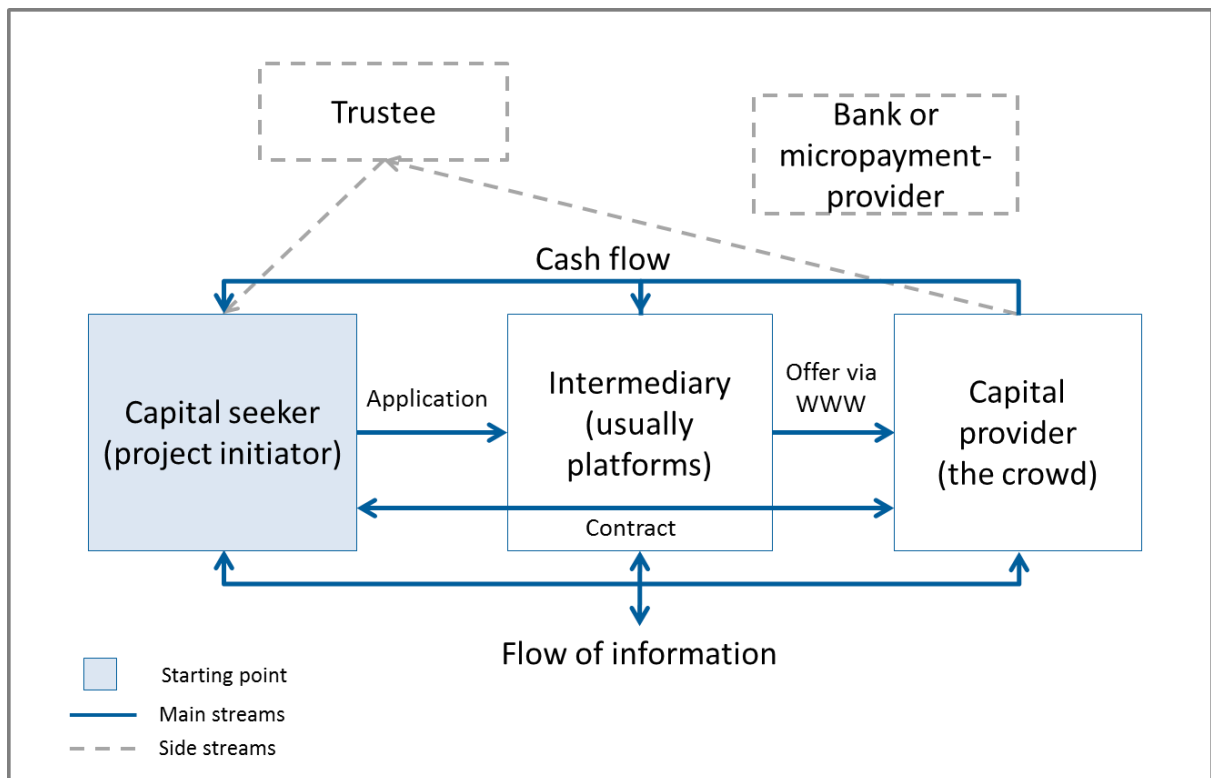 Trustee
Bank or
micropayment-
provider
Cash flow
Capital seeker
(project initiator)
Application
Intermediary
(usually
platforms)
Offer via
WWW
Capital
provider
(the crowd)
Contract
Flow of information
Starting point
Main streams
Side streams